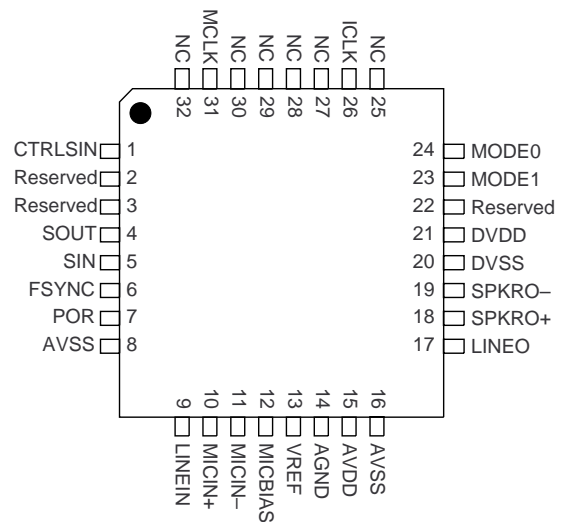 NC
MCLK
NC
NC
NC
NC
ICLK
NC
32
31
30
29
28
27
26
25
CTRLSIN 1
Reserved 2
Reserved 3
SOUT 4
SIN 5
FSYNC 6
POR 7
AVSS 8
24 MODE0
23 MODE1
22 Reserved
21 DVDD
20 DVSS
19 SPKRO–
18 SPKRO+
17 LINEO
9
10
11
12
13
14
15
16
LINEIN
MICIN+
MICIN–
MICBIAS
VREF
AGND
AVDD
AVSS